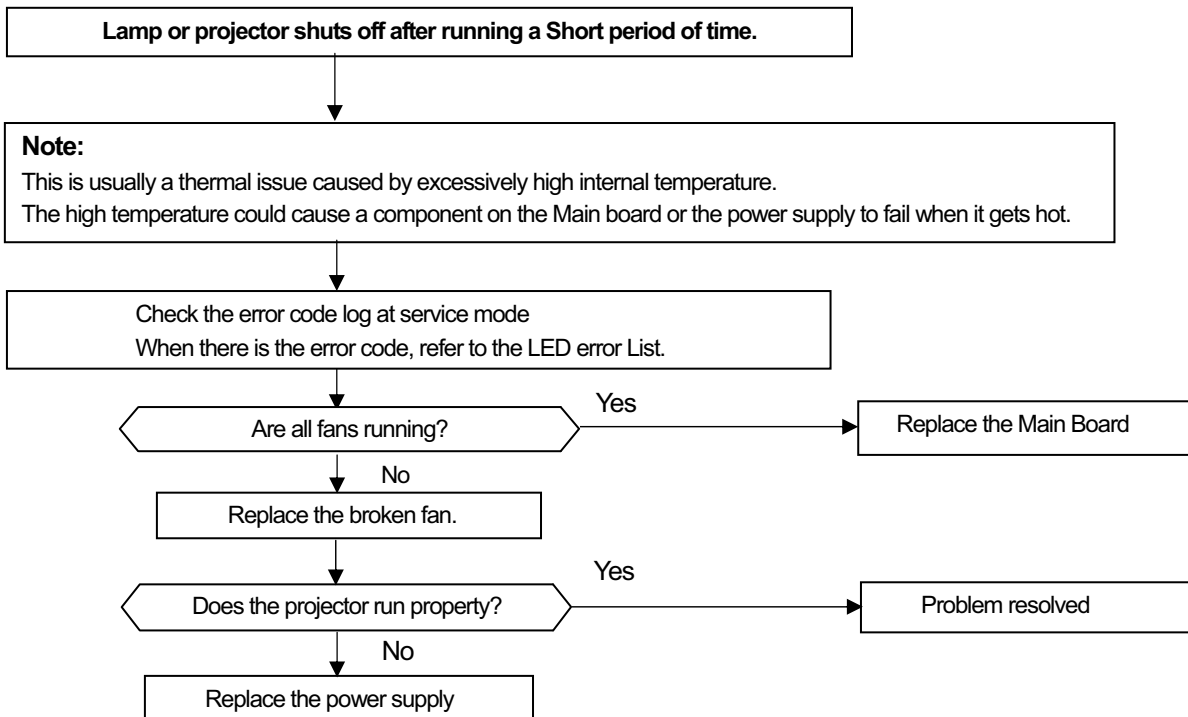 Lamp or projector shuts off after running a Short period of time.
Note:
This is usually a thermal issue caused by excessively high internal temperature.
The high temperature could cause a component on the Main board or the power supply to fail when it gets hot.
Check the error code log at service mode
When there is the error code, refer to the LED error List.
Are all fans running?
Yes
Replace the Main Board
No
Replace the broken fan.
Does the projector run property?
Yes
Problem resolved
No
Replace the power supply